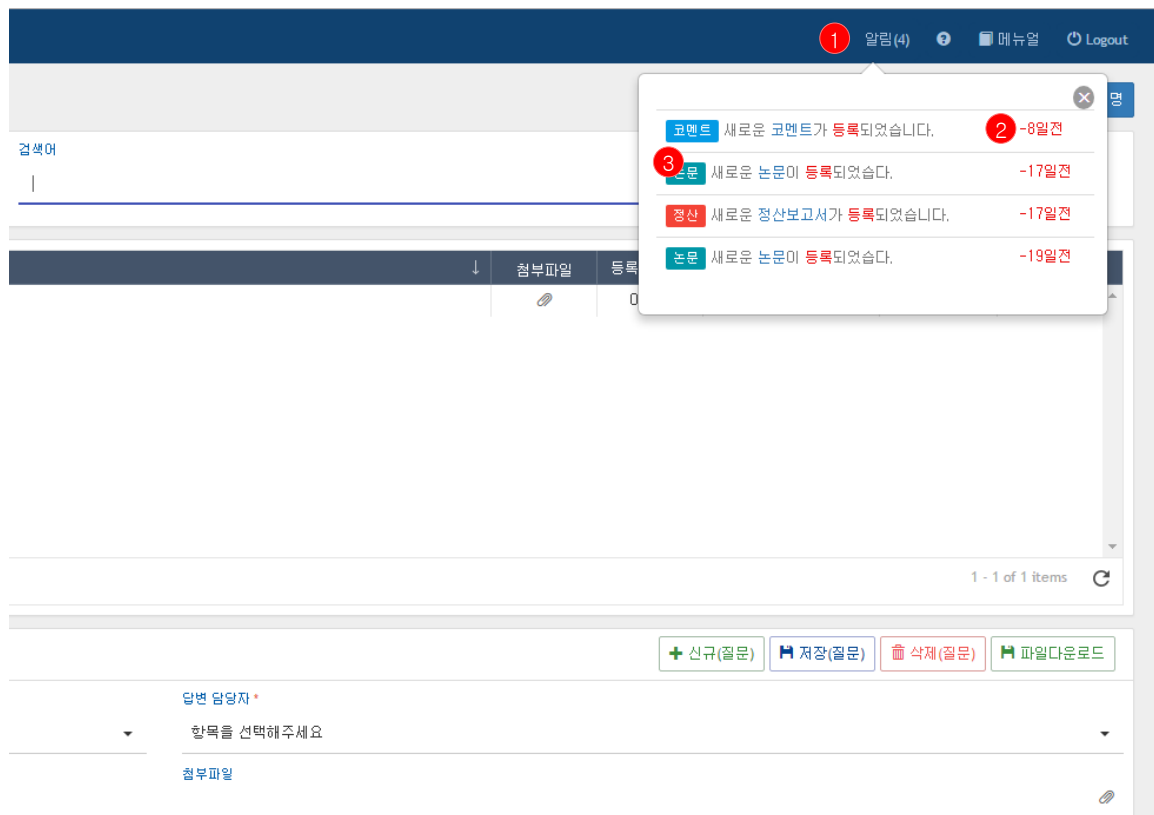 1 알림(4) 메뉴얼 Logout
명
코멘트 새로운 코멘트가 등록되었습니다. 2 -8일전
검색어
3
문 새로운 논문이 등록되었습다. -17일전
정산 새로운 정산보고서가 등록되었습니다. -17일전
논문 새로운 논문이 등록되었습다. -19일전
↓ 첨부파일 등록
0
1 - 1 of 1 items
신규(질문) 저장(질문) 삭제(질문) 파일다운로드
답변 담당자 *
항목을 선택해주세요
첨부파일